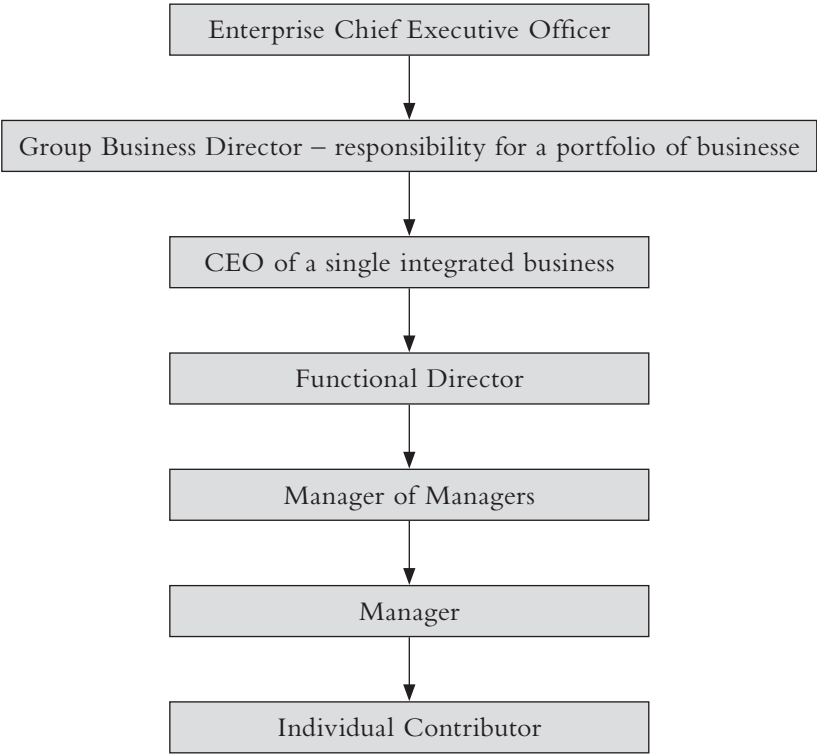 Enterprise Chief Executive Officer
Group Business Director – responsibility for a portfolio of businesse
CEO of a single integrated business
Functional Director
Manager of Managers
Manager
Individual Contributor